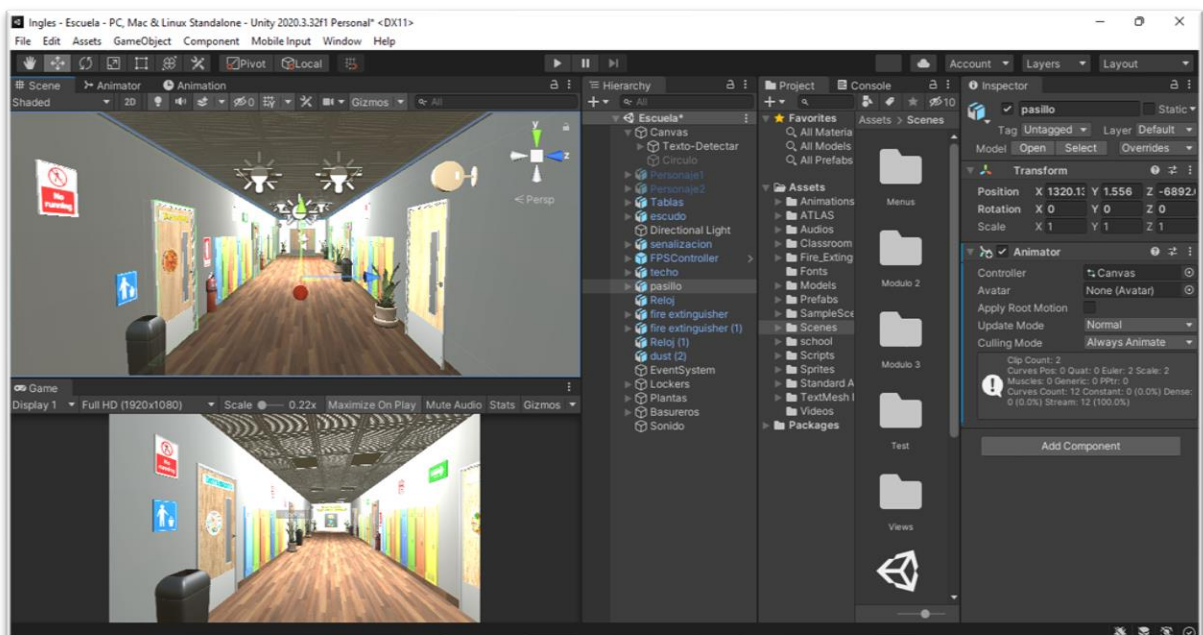 Ingles - Escuela - PC, Mac & Linux Standalone - Unity 2020.3.32f1 Personal* <DX11>
File Edit Assets GameObject Component Mobile Input Window Help
Pivot Local
Account Layers Layout
Scene Animator Animation
Shaded 2D 0 Gizmos All
y
z
Persp
No running
Game
Display 1 Full HD (1920x1080) Scale 0.22x Maximize On Play Mute Audio Stats Gizmos
No running
Hierarchy
All
Escuela*
Canvas
Texto-Detectar
Circulo
Personaje1
Personaje2
Tablas
escudo
Directional Light
senalizacion
FPSController
techo
pasillo
Reloj
fire extinguisher
fire extinguisher (1)
Reloj (1)
dust (2)
EventSystem
Lockers
Plantas
Basureros
Sonido
Project Console
10
Favorites
All Materia
All Models
All Prefabs
Assets
Animations
ATLAS
Audios
Classroom
Fire_Exting
Fonts
Models
Prefabs
SampleSce
Scenes
school
Scripts
Sprites
Standard A
TextMesh
Videos
Packages
Assets > Scenes
Menus
Modulo 2
Modulo 3
Test
Views
Inspector
pasillo Static
Tag Untagged Layer Default
Model Open Select Overrides
Transform
Position X 1320.13 Y 1.556 Z -6892.
Rotation X 0 Y 0 Z 0
Scale X 1 Y 1 Z 1
Animator
Controller Canvas
Avatar None (Avatar)
Apply Root Motion
Update Mode Normal
Culling Mode Always Animate
Clip Count: 2
Curves Pos: 0 Quat: 0 Euler: 2 Scale: 2
Muscles: 0 Generic: 0 PPtr: 0
Curves Count: 12 Constant: 0 (0.0%) Dense:
0 (0.0%) Stream: 12 (100.0%)
Add Component